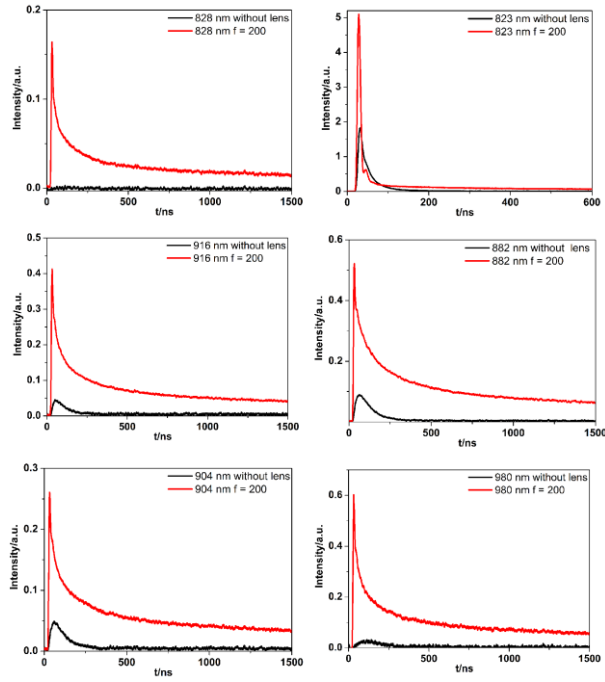 828 nm without lens
828 nm f = 200
Intensity/a.u.
0.2
0.1
0.0
0 500 1000 1500
t/ns
823 nm without lens
823 nm f = 200
Intensity/a.u.
5
4
3
2
1
0
200 400 600
t/ns
916 nm without lens
916 nm f = 200
Intensity/a.u.
0.5
0.4
0.3
0.2
0.1
0.0
0 500 1000 1500
t/ns
882 nm without lens
882 nm f = 200
Intensity/a.u.
0.6
0.4
0.2
0 500 1000 1500
t/ns
904 nm without lens
904 nm f = 200
Intensity/a.u.
0.3
0.2
0.1
0.0
0 500 1000 1500
t/ns
980 nm without lens
980 nm f = 200
Intensity/a.u.
0.6
0.4
0.2
0.0
0 500 1000 1500
t/ns